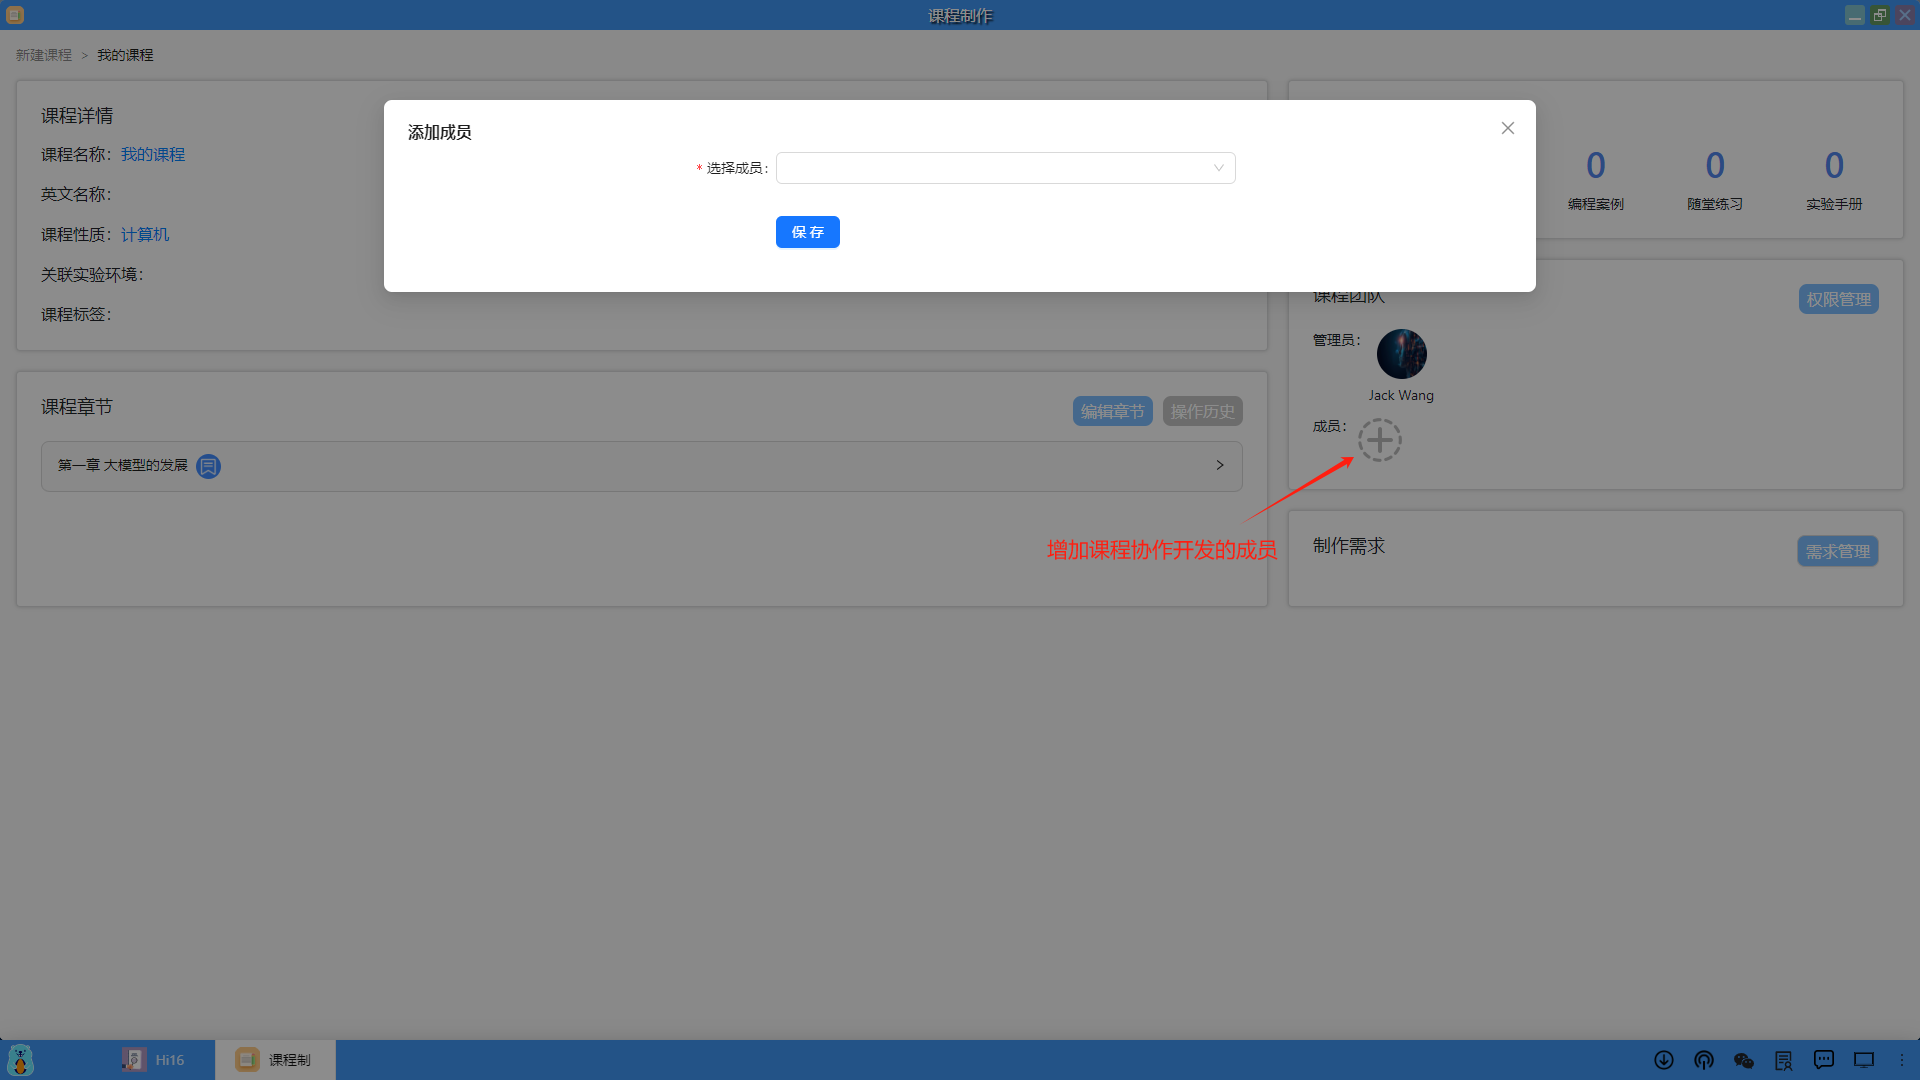 课程制作
新建课程 > 我的课程
添加成员
* 选择成员：
保 存
课程详情
课程名称：我的课程
英文名称：
课程性质：计算机
关联实验环境：
课程标签：
0 0 0
编程案例 随堂练习 实验手册
课程团队
权限管理
管理员：
Jack Wang
成员：
课程章节
编辑章节 操作历史
第一章 大模型的发展
增加课程协作开发的成员
制作需求
需求管理
Hi16 课程制